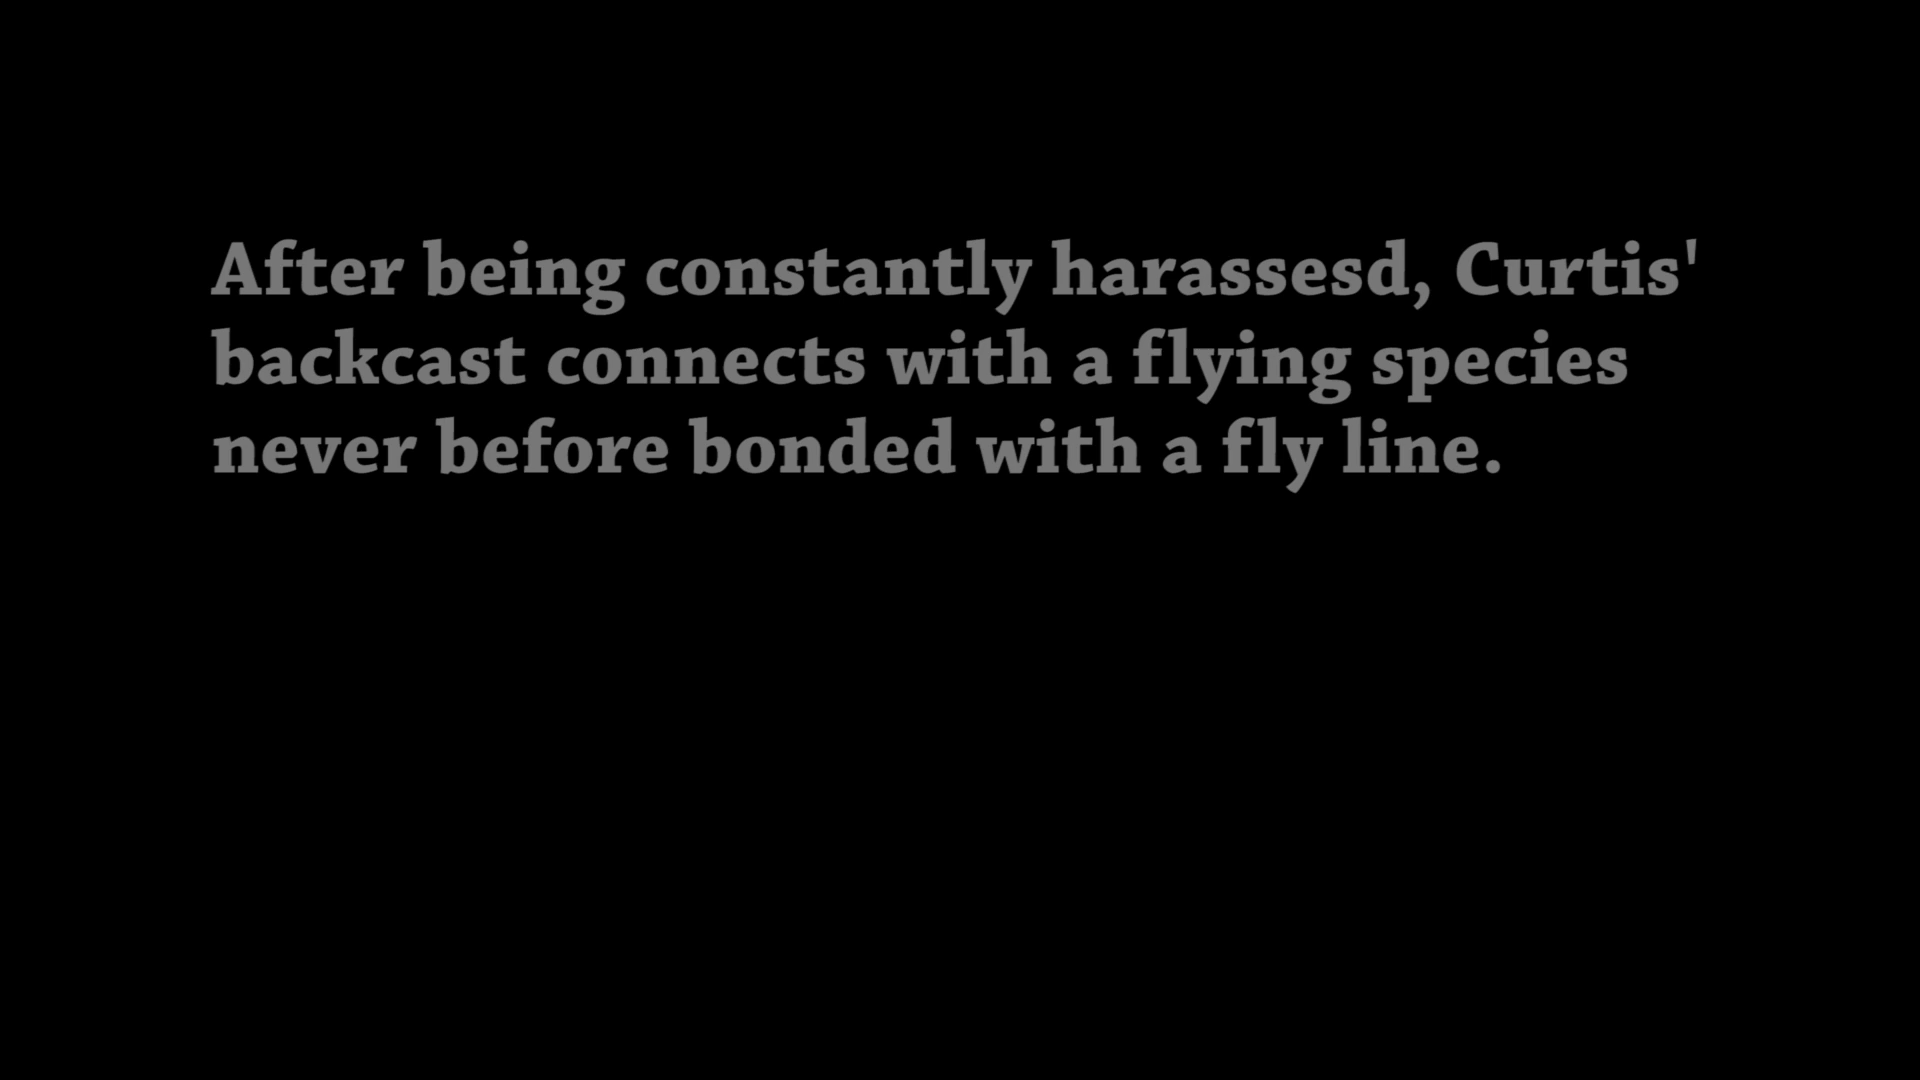 After being constantly harassesd, Curtis'
backcast connects with a flying species
never before bonded with a fly line.